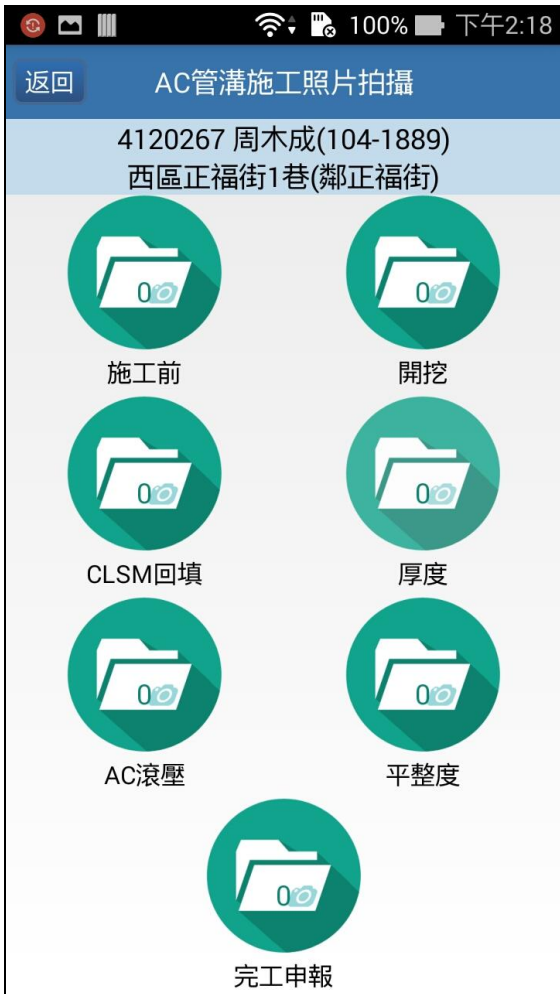 100% 下午2:18
返回 AC管溝施工照片拍攝
4120267 周木成(104-1889)
西區正福街1巷(鄰正福街)
0 0
施工前 開挖
0 0
CLSM回填 厚度
0 0
AC滾壓 平整度
0
完工申報